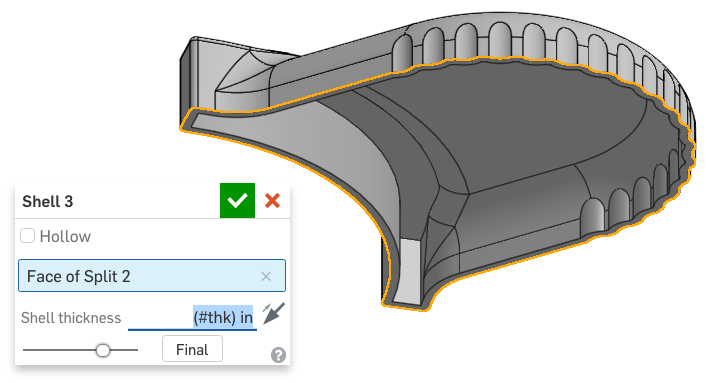 Shell 3
Hollow
Face of Split 2
Shell thickness (#thk) in
Final
?